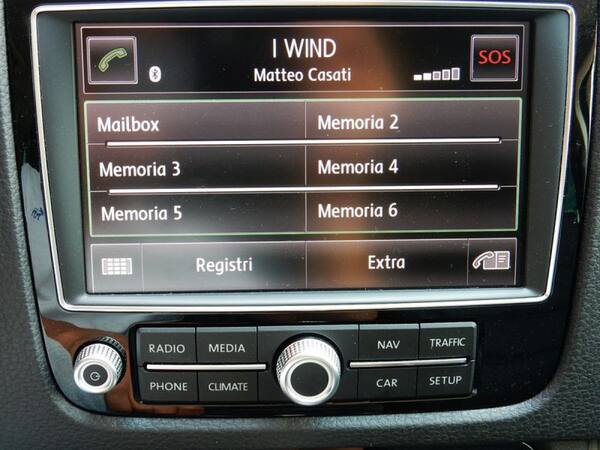 I WIND
Matteo Casati
SOS
Mailbox
Memoria 2
Memoria 3
Memoria 4
Memoria 5
Memoria 6
Registri
Extra
RADIO
MEDIA
NAV
TRAFFIC
PHONE
CLIMATE
CAR
SETUP